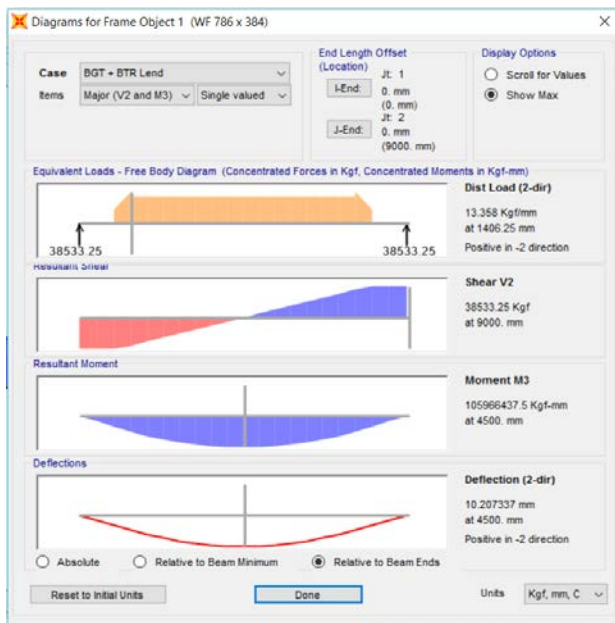 Diagrams for Frame Object 1 (WF 786 x 384)
Case BGT + BTR Lend
Items Major (V2 and M3) Single valued
End Length Offset
(Location)
I-End:
Jt: 1
0. mm
(0. mm)
J-End:
Jt: 2
0. mm
(9000. mm)
Display Options
Scroll for Values
Show Max
Equivalent Loads - Free Body Diagram (Concentrated Forces in Kgf, Concentrated Moments in Kgf-mm)
38533.25
38533.25
Dist Load (2-dir)
13.358 Kgf/mm
at 1406.25 mm
Positive in -2 direction
Resultant Shear
Shear V2
38533.25 Kgf
at 9000. mm
Resultant Moment
Moment M3
105966437.5 Kgf-mm
at 4500. mm
Deflections
Deflection (2-dir)
10.207337 mm
at 4500. mm
Positive in -2 direction
Absolute Relative to Beam Minimum Relative to Beam Ends
Reset to Initial Units Done Units Kgf, mm, C